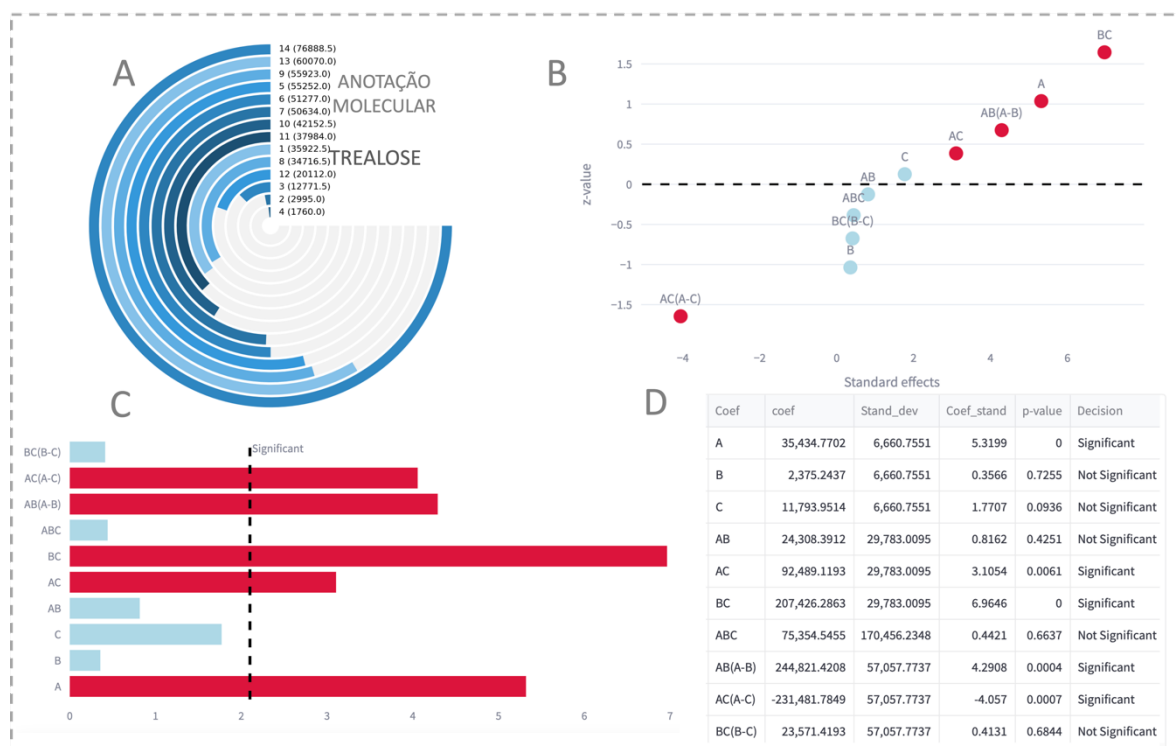 A
14 (76888.5)
13 (60070.0)
9 (55923.0)
5 (55252.0)
6 (51277.0)
7 (50634.0)
10 (42152.5)
11 (37984.0)
1 (35922.5)
8 (34716.5)
12 (20112.0)
3 (12771.5)
2 (2995.0)
4 (1760.0)
ANOTAÇÃO
MOLECULAR
TREALOSE
B
BC
A
AB(A-B)
AC
C
AB
ABC
BC(B-C)
B
AC(A-C)
z-value
1.5
1
0.5
0
−0.5
−1
−1.5
−4
−2
0
2
4
6
Standard effects
C
Significant
BC(B-C)
AC(A-C)
AB(A-B)
ABC
BC
AC
AB
C
B
A
0
1
2
3
4
5
6
7
D
Coef coef Stand_dev Coef_stand p-value Decision
A 35,434.7702 6,660.7551 5.3199 0 Significant
B 2,375.2437 6,660.7551 0.3566 0.7255 Not Significant
C 11,793.9514 6,660.7551 1.7707 0.0936 Not Significant
AB 24,308.3912 29,783.0095 0.8162 0.4251 Not Significant
AC 92,489.1193 29,783.0095 3.1054 0.0061 Significant
BC 207,426.2863 29,783.0095 6.9646 0 Significant
ABC 75,354.5455 170,456.2348 0.4421 0.6637 Not Significant
AB(A-B) 244,821.4208 57,057.7737 4.2908 0.0004 Significant
AC(A-C) -231,481.7849 57,057.7737 -4.057 0.0007 Significant
BC(B-C) 23,571.4193 57,057.7737 0.4131 0.6844 Not Significant